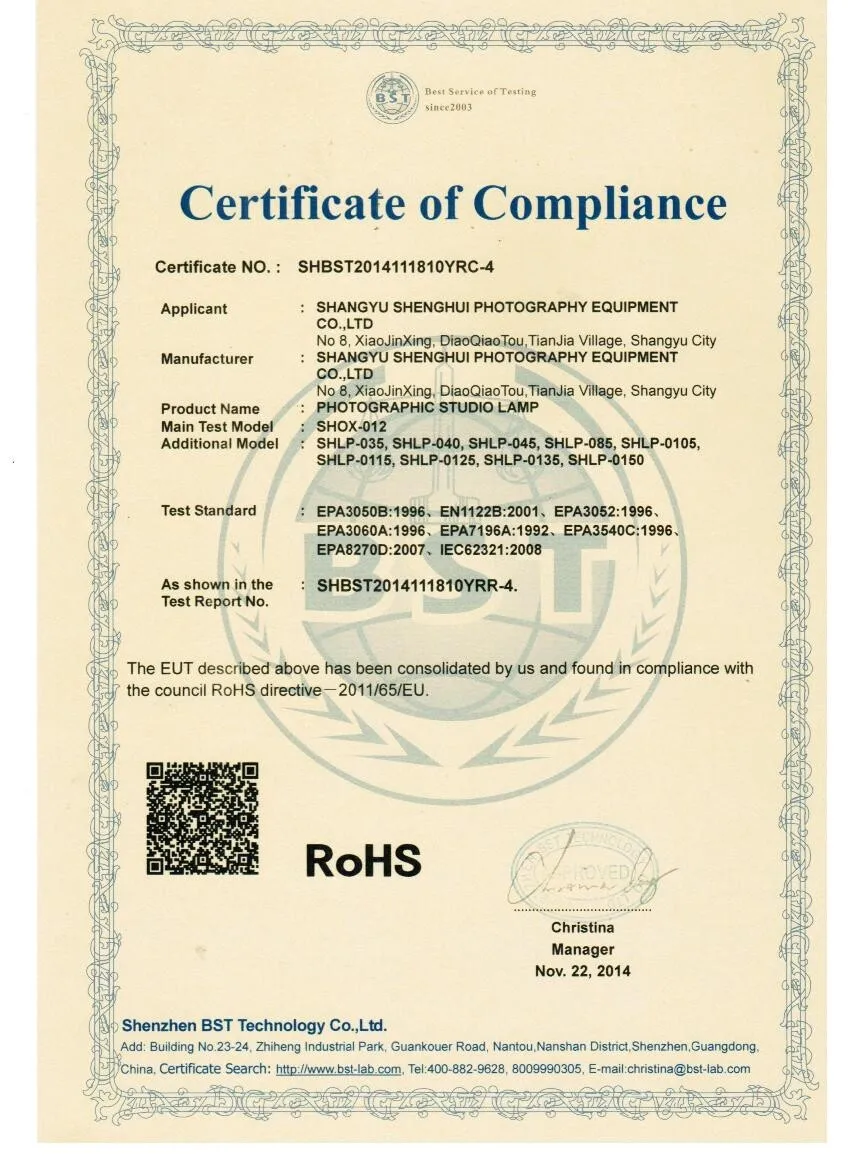 BST
Best Service of Testing
since2003
Certificate of Compliance
Certificate NO. : SHBST2014111810YRC-4
Applicant : SHANGYU SHENGHUI PHOTOGRAPHY EQUIPMENT
CO.,LTD
No 8, XiaoJinXing, DiaoQiaoTou,TianJia Village, Shangyu City
Manufacturer : SHANGYU SHENGHUI PHOTOGRAPHY EQUIPMENT
CO.,LTD
No 8, XiaoJinXing, DiaoQiaoTou,TianJia Village, Shangyu City
Product Name : PHOTOGRAPHIC STUDIO LAMP
Main Test Model : SHOX-012
Additional Model : SHLP-035, SHLP-040, SHLP-045, SHLP-085, SHLP-0105,
SHLP-0115, SHLP-0125, SHLP-0135, SHLP-0150
Test Standard : EPA3050B:1996、EN1122B:2001、EPA3052:1996、
EPA3060A:1996、EPA7196A:1992、EPA3540C:1996、
EPA8270D:2007、IEC62321:2008
As shown in the : SHBST2014111810YRR-4.
Test Report No.
BST
The EUT described above has been consolidated by us and found in compliance with
the council RoHS directive－2011/65/EU.
RoHS
BST TECHNOLOGY
APPROVED
Christina
Manager
Nov. 22, 2014
Shenzhen BST Technology Co.,Ltd.
Add: Building No.23-24, Zhiheng Industrial Park, Guankouer Road, Nantou,Nanshan District,Shenzhen,Guangdong,
China, Certificate Search: http://www.bst-lab.com, Tel:400-882-9628, 8009990305, E-mail:christina@bst-lab.com